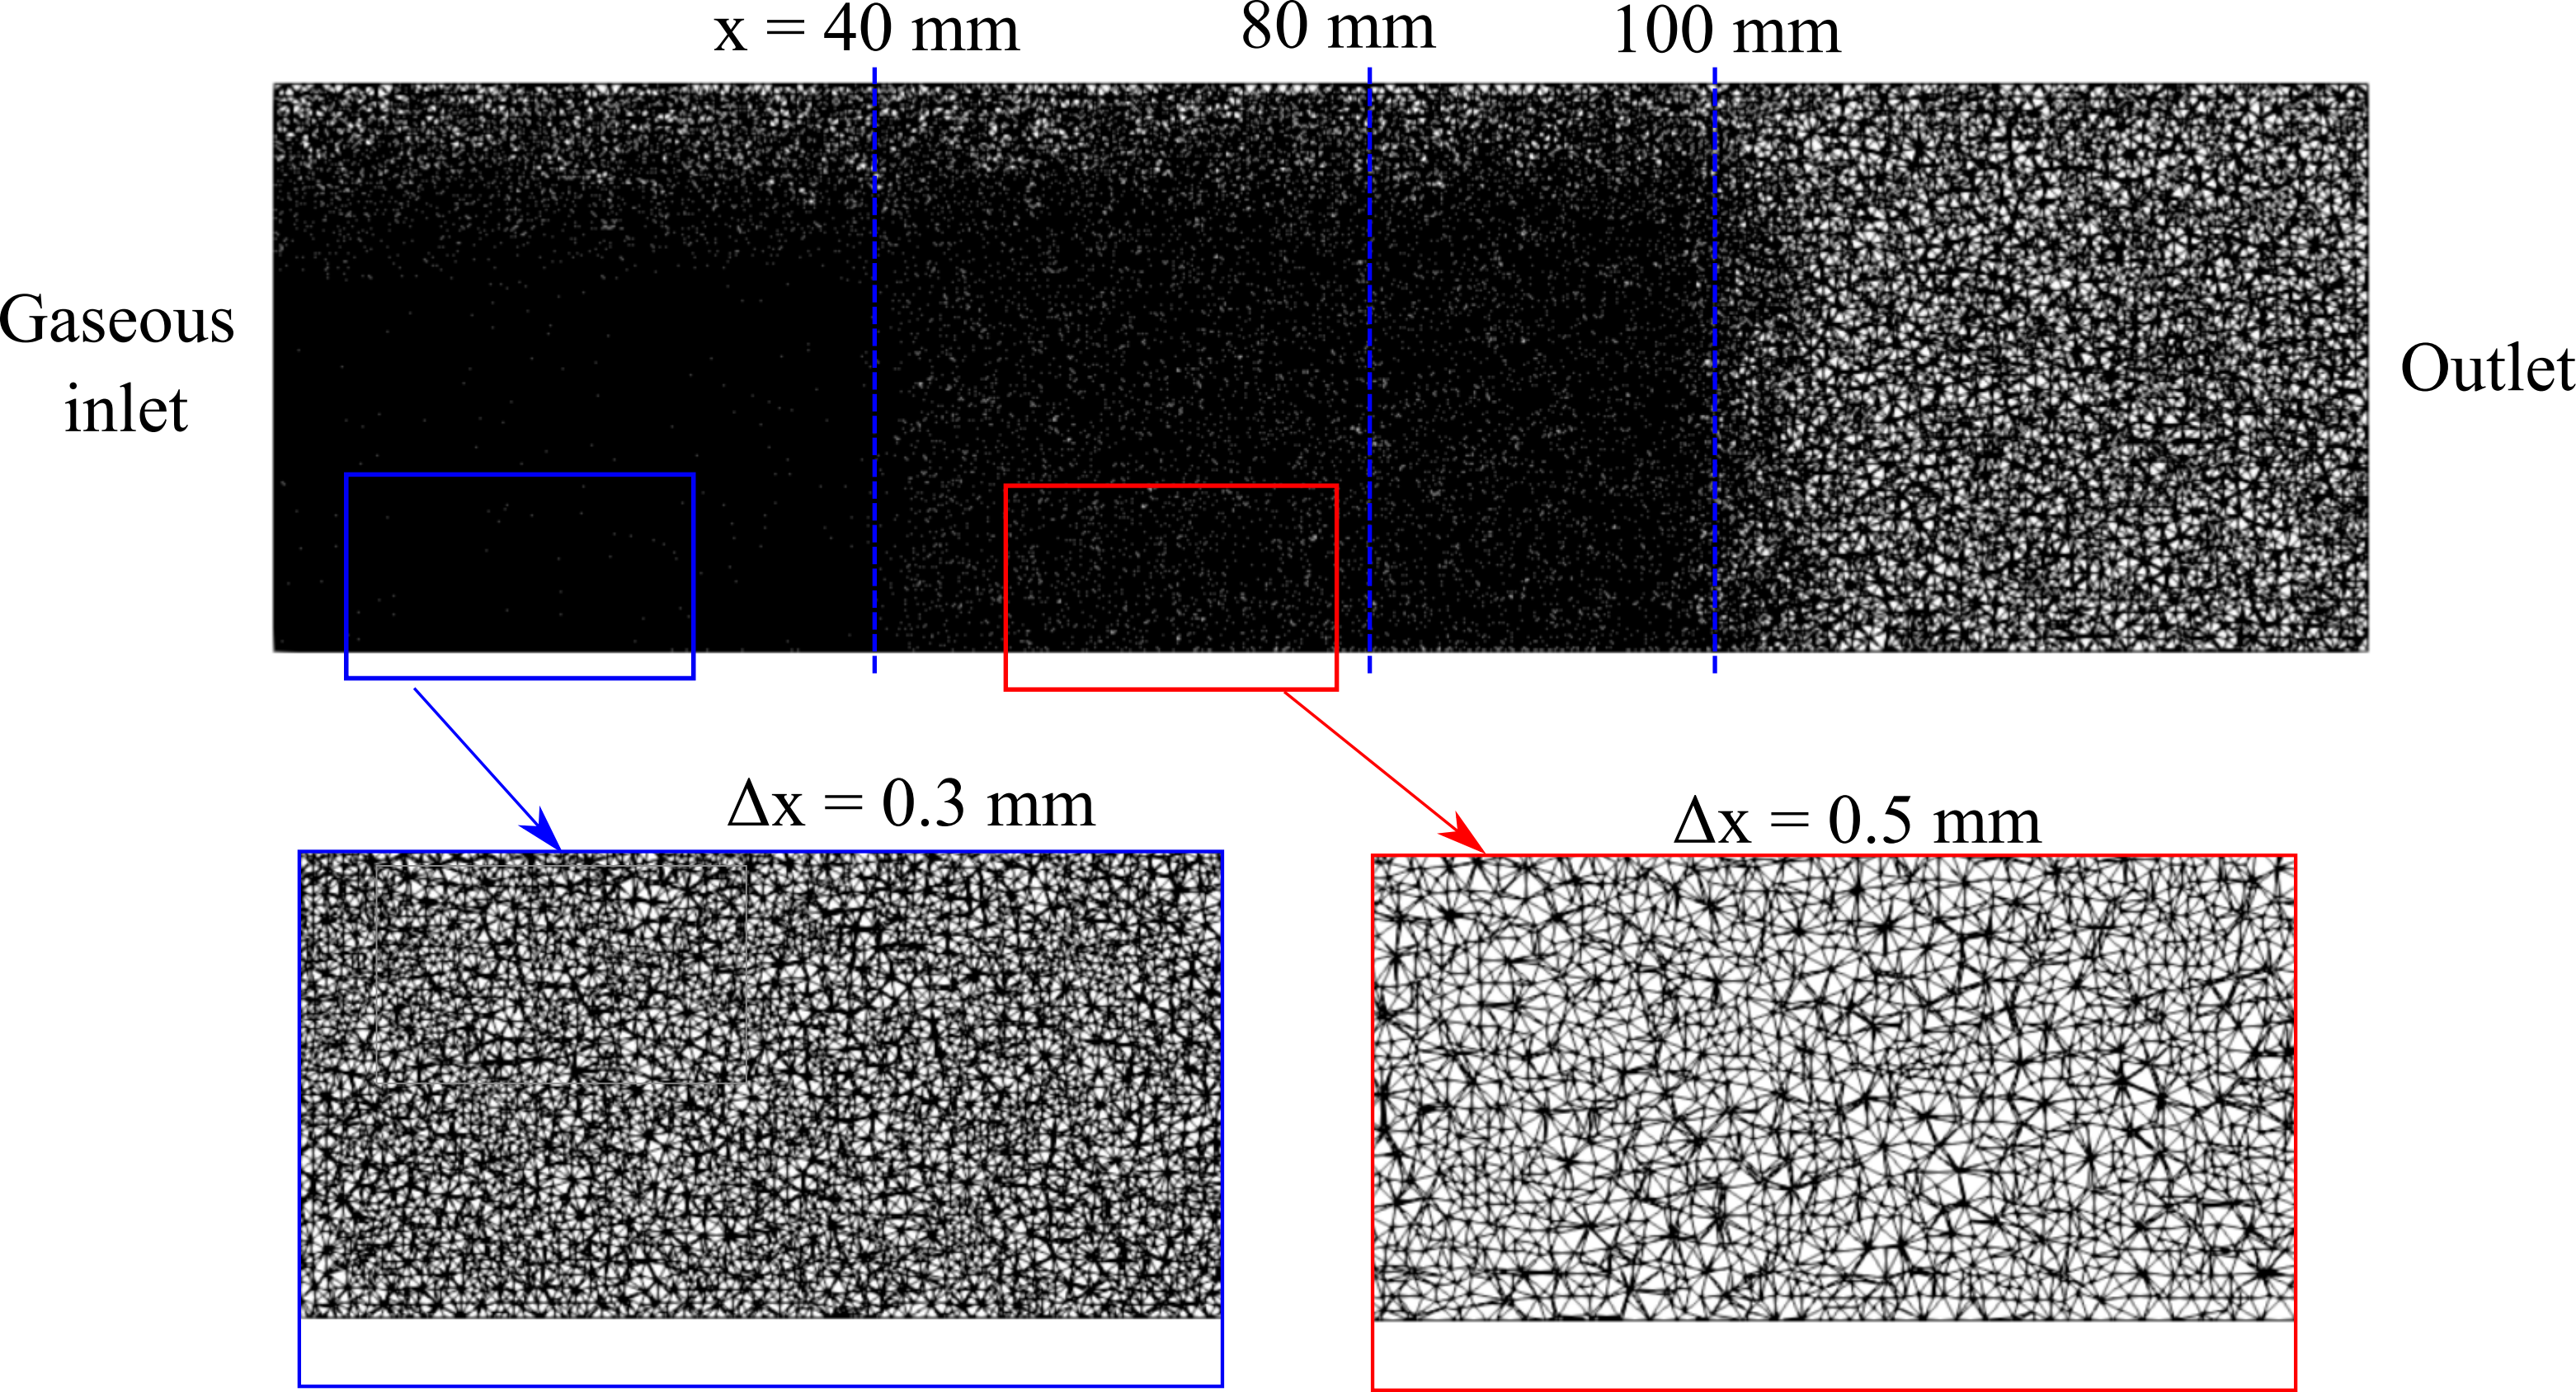 x = 40 mm
80 mm
100 mm
Gaseous
inlet
Outlet
Δx = 0.3 mm
Δx = 0.5 mm